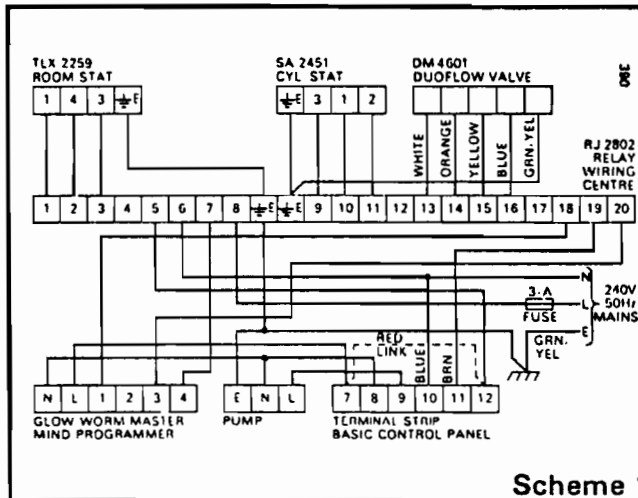 TLX 2259
ROOM STAT
1 4 3 E
SA 2451
CYL STAT
E 3 1 2
DM 4601
DUOFLOW VALVE
390
WHITE
ORANGE
YELLOW
BLUE
GRN. YEL
RJ 2802
RELAY
WIRING
CENTRE
1 2 3 4 5 6 7 8 E E 9 10 11 12 13 14 15 16 17 18 19 20
N
L
E
3-A
FUSE
240V
50Hz
MAINS
GRN.
YEL
RED
LINK
BLUE
BRN
N L 1 2 3 4
GLOW WORM MASTER
MIND PROGRAMMER
E N L
PUMP
7 8 9 10 11 12
TERMINAL STRIP
BASIC CONTROL PANEL
Scheme